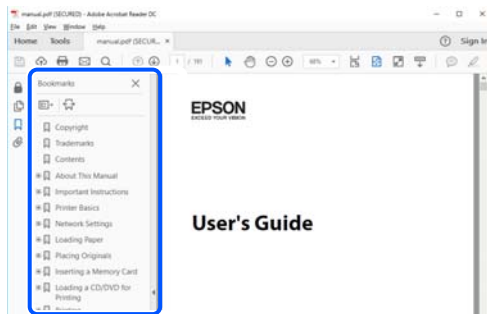 manual.pdf (SECURED) - Adobe Acrobat Reader DC
File Edit View Window Help
Home Tools manual.pdf (SECUR... ×
Sign In
Bookmarks
Copyright
Trademarks
Contents
About This Manual
Important Instructions
Printer Basics
Network Settings
Loading Paper
Placing Originals
Inserting a Memory Card
Loading a CD/DVD for
Printing
EPSON
EXCEED YOUR VISION
User's Guide